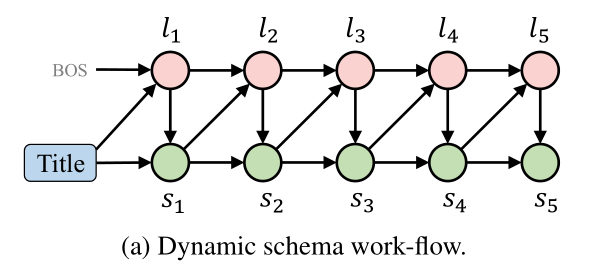 l₁ l₂ l₃ l₄ l₅
BOS
Title
s₁ s₂ s₃ s₄ s₅
(a) Dynamic schema work-flow.